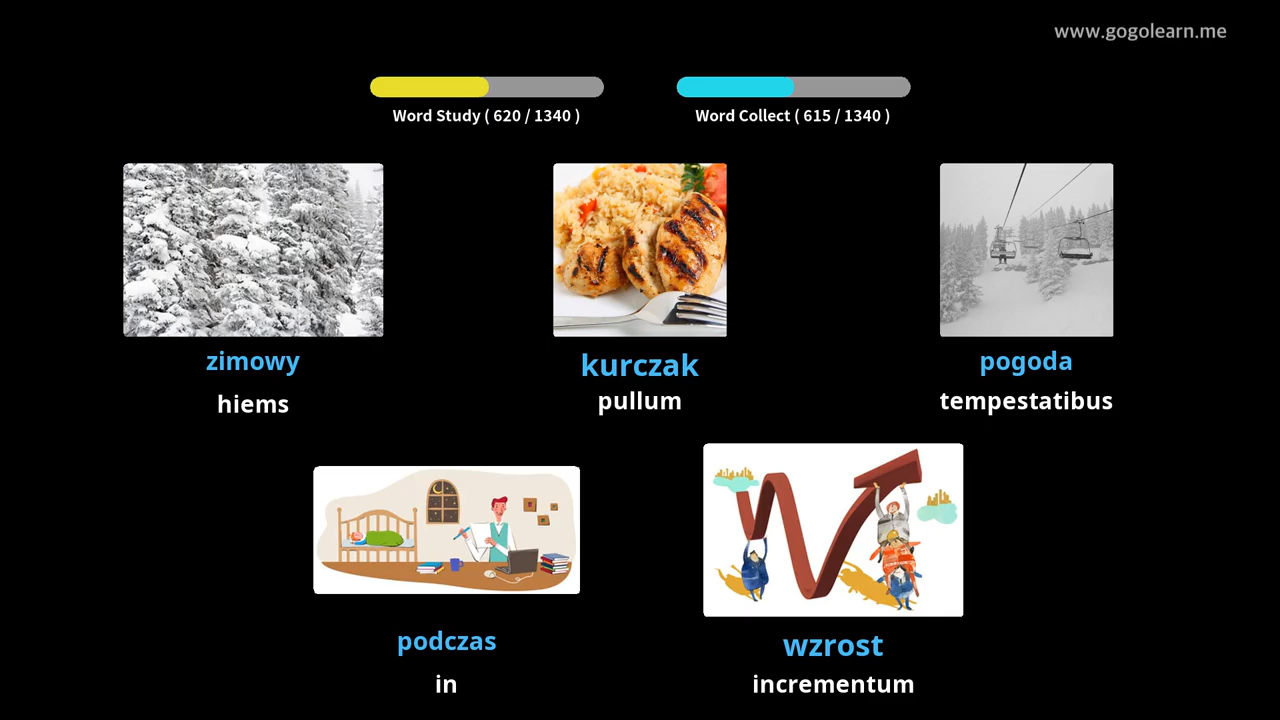 www.gogolearn.me
Word Study ( 620 / 1340 )
Word Collect ( 615 / 1340 )
zimowy
hiems
kurczak
pullum
pogoda
tempestatibus
podczas
in
wzrost
incrementum